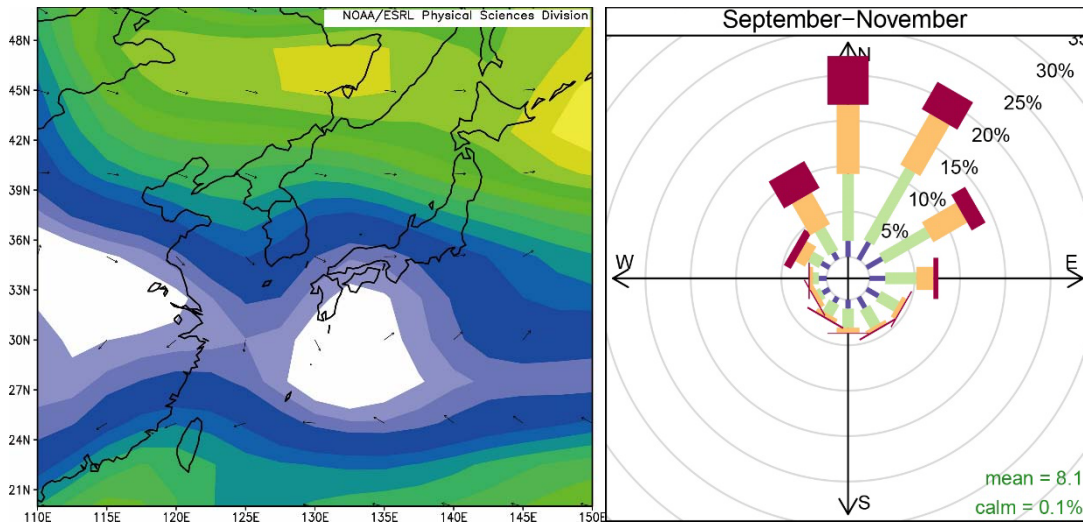 NOAA/ESRL Physical Sciences Division
48N
45N
42N
39N
36N
33N
30N
27N
24N
21N
110E 115E 120E 125E 130E 135E 140E 145E 150E
September-November
N
30%
25%
20%
15%
10%
5%
W
E
S
mean = 8.1
calm = 0.1%